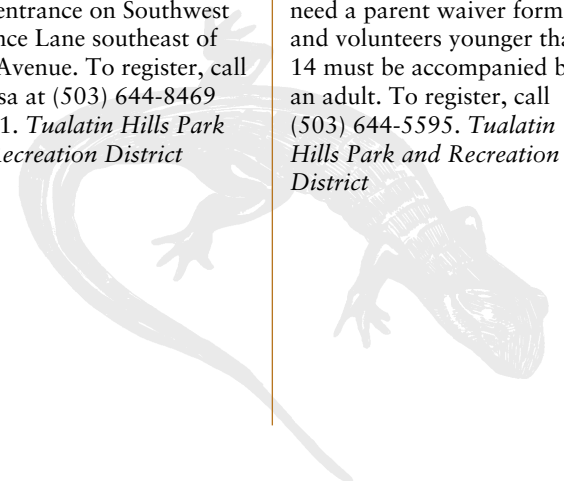 entrance on Southwest
nce Lane southeast of
Avenue. To register, call
sa at (503) 644-8469
1. Tualatin Hills Park
ecreation District
need a parent waiver form
and volunteers younger tha
14 must be accompanied b
an adult. To register, call
(503) 644-5595. Tualatin
Hills Park and Recreation
District